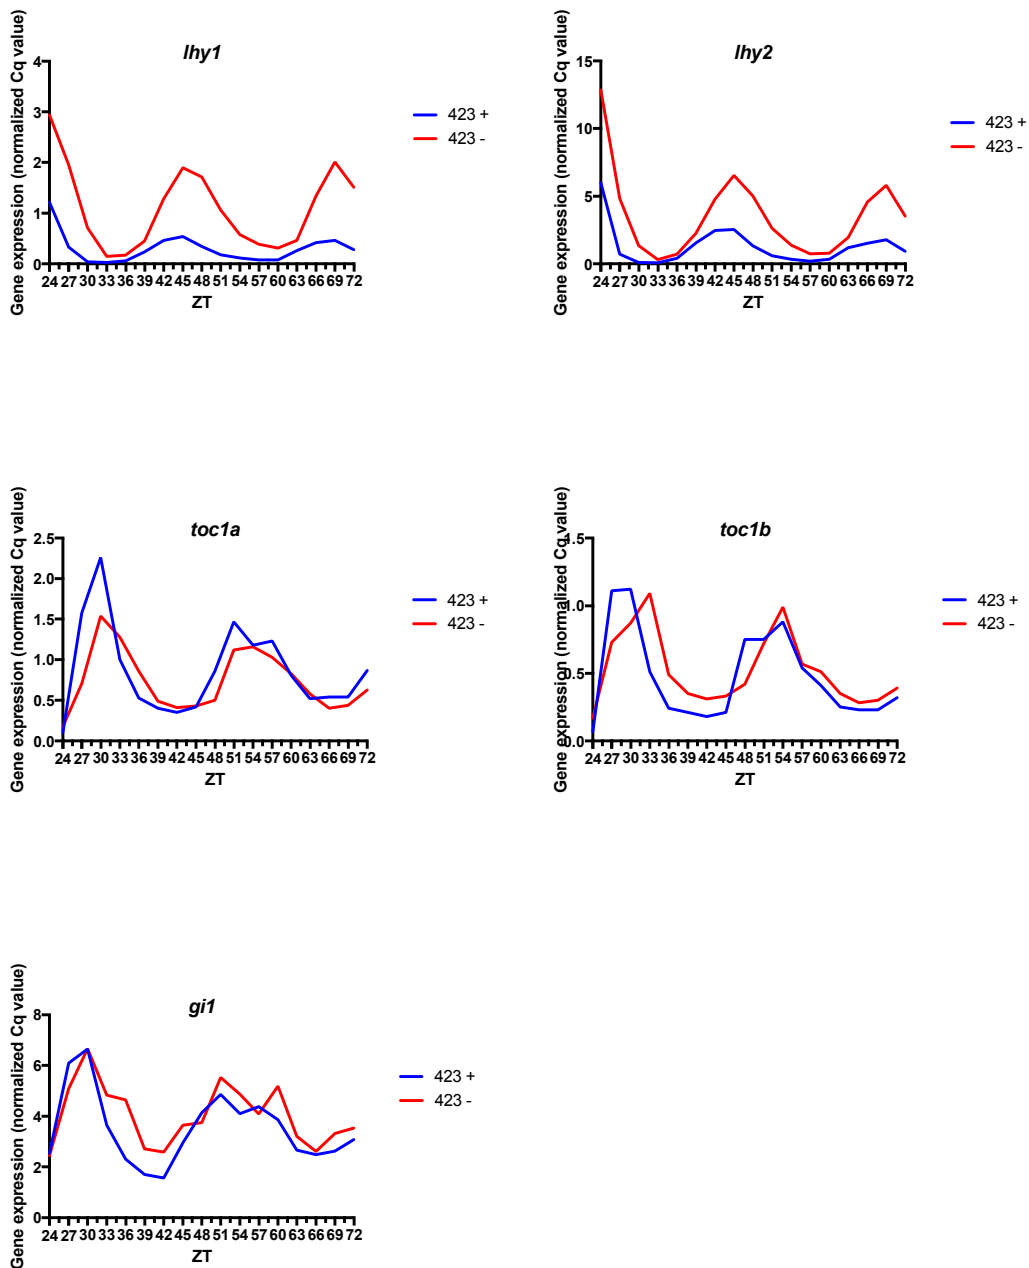 lhy1
Gene expression (normalized Cq value)
4
3
2
1
0
24 27 30 33 36 39 42 45 48 51 54 57 60 63 66 69 72
ZT
423 +
423 -
lhy2
Gene expression (normalized Cq value)
15
10
5
0
24 27 30 33 36 39 42 45 48 51 54 57 60 63 66 69 72
ZT
423 +
423 -
toc1a
Gene expression (normalized Cq value)
2.5
2.0
1.5
1.0
0.5
0.0
24 27 30 33 36 39 42 45 48 51 54 57 60 63 66 69 72
ZT
423 +
423 -
toc1b
Gene expression (normalized Cq value)
1.5
1.0
0.5
0.0
24 27 30 33 36 39 42 45 48 51 54 57 60 63 66 69 72
ZT
423 +
423 -
gi1
Gene expression (normalized Cq value)
8
6
4
2
0
24 27 30 33 36 39 42 45 48 51 54 57 60 63 66 69 72
ZT
423 +
423 -